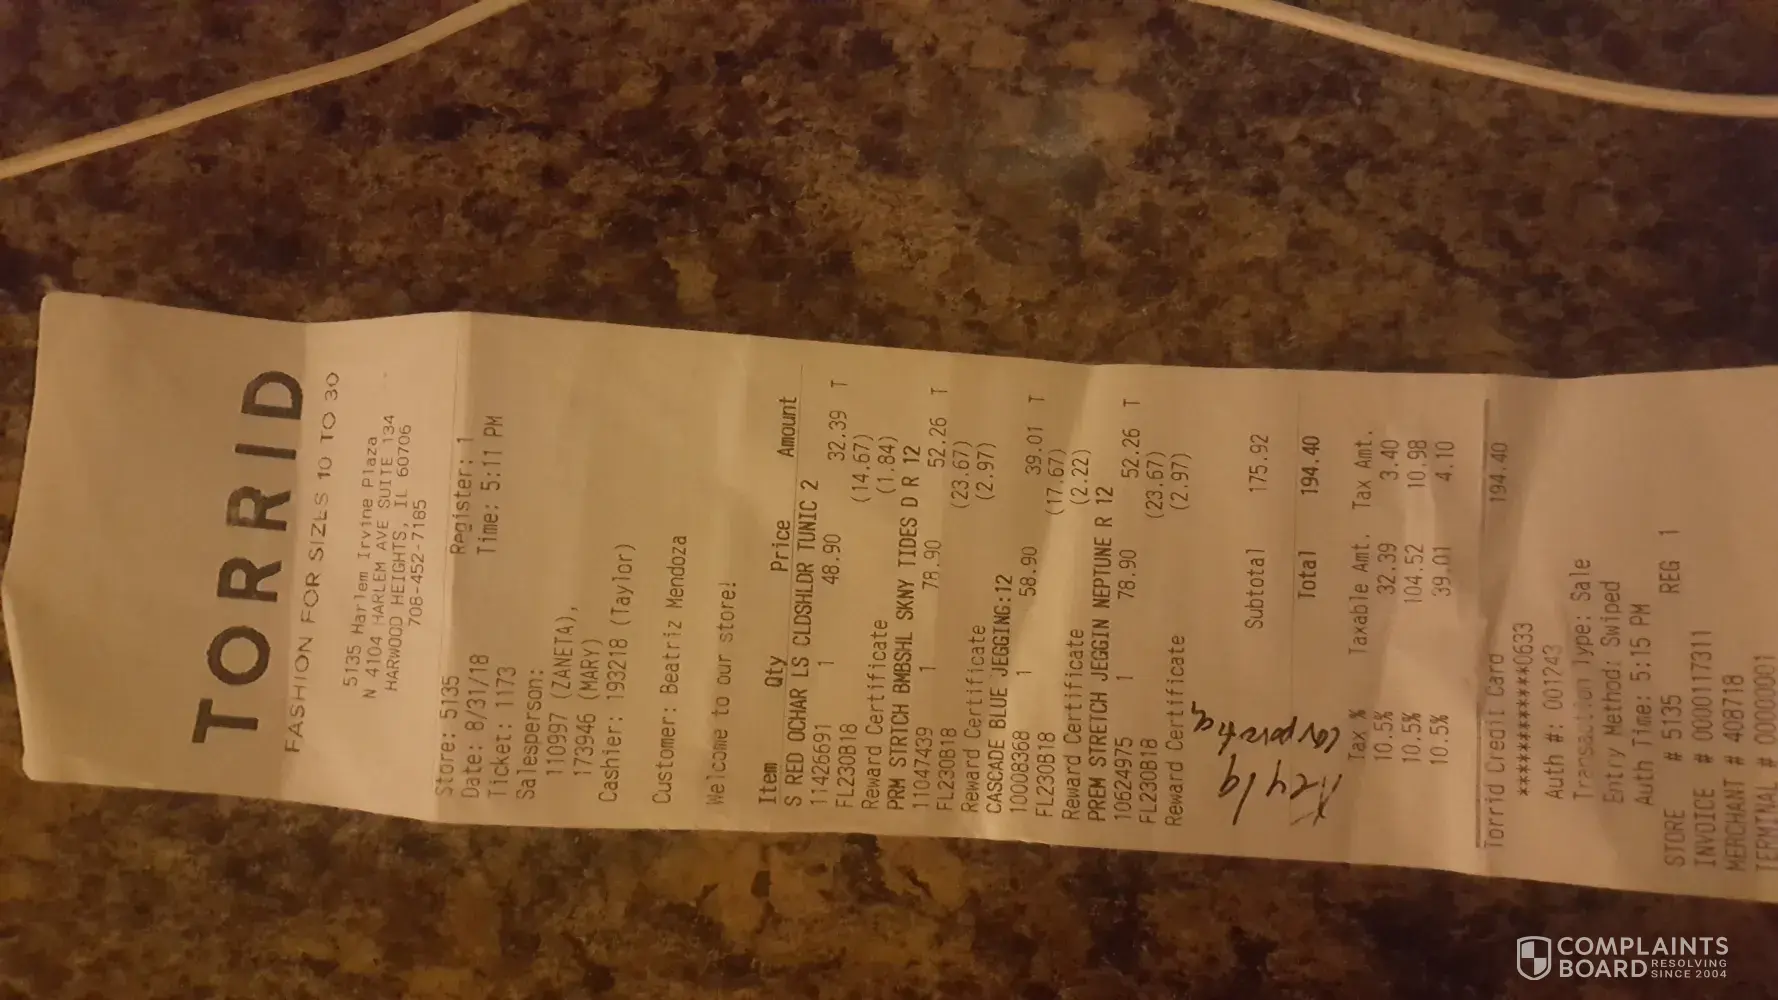 TORRID
FASHION FOR SIZES 10 TO 30
5135 Harlem Irvine Plaza
N 4104 HARLEM AVE SUITE 134
HARWOOD HEIGHTS, IL 60706
708-452-7185
Store: 5135 Register: 1
Date: 8/31/18 Time: 5:11 PM
Ticket: 1173
Salesperson:
110997 (ZANETA),
173946 (MARY)
Cashier: 193218 (Taylor)
Customer: Beatriz Mendoza
Welcome to our store!
Item Qty Price Amount
S RED OCHAR LS CLDSHLDR TUNIC 2
11426691 1 48.90 32.39 T
FL230B18 (14.67)
Reward Certificate (1.84)
PRM STRTCH BMBSHL SKNY TIDES D R 12
11047439 1 78.90 52.26 T
FL230B18 (23.67)
Reward Certificate (2.97)
CASCADE BLUE JEGGING:12
10008368 1 58.90 39.01 T
FL230B18 (17.67)
Reward Certificate (2.22)
PREM STRETCH JEGGIN NEPTUNE R 12
10624975 1 78.90 52.26 T
FL230B18 (23.67)
Reward Certificate (2.97)
Subtotal 175.92
Total 194.40
Tax % Taxable Amt. Tax Amt.
10.5% 32.39 3.40
10.5% 104.52 10.98
10.5% 39.01 4.10
Torrid Credit Card 194.40
************0633
Auth #: 001243
Transaction Type: Sale
Entry Method: Swiped
Auth Time: 5:15 PM
STORE # 5135 REG 1
INVOICE # 0000117311
MERCHANT # 408718
TERMINAL # 00000001
COMPLAINTS
BOARD RESOLVING
SINCE 2004